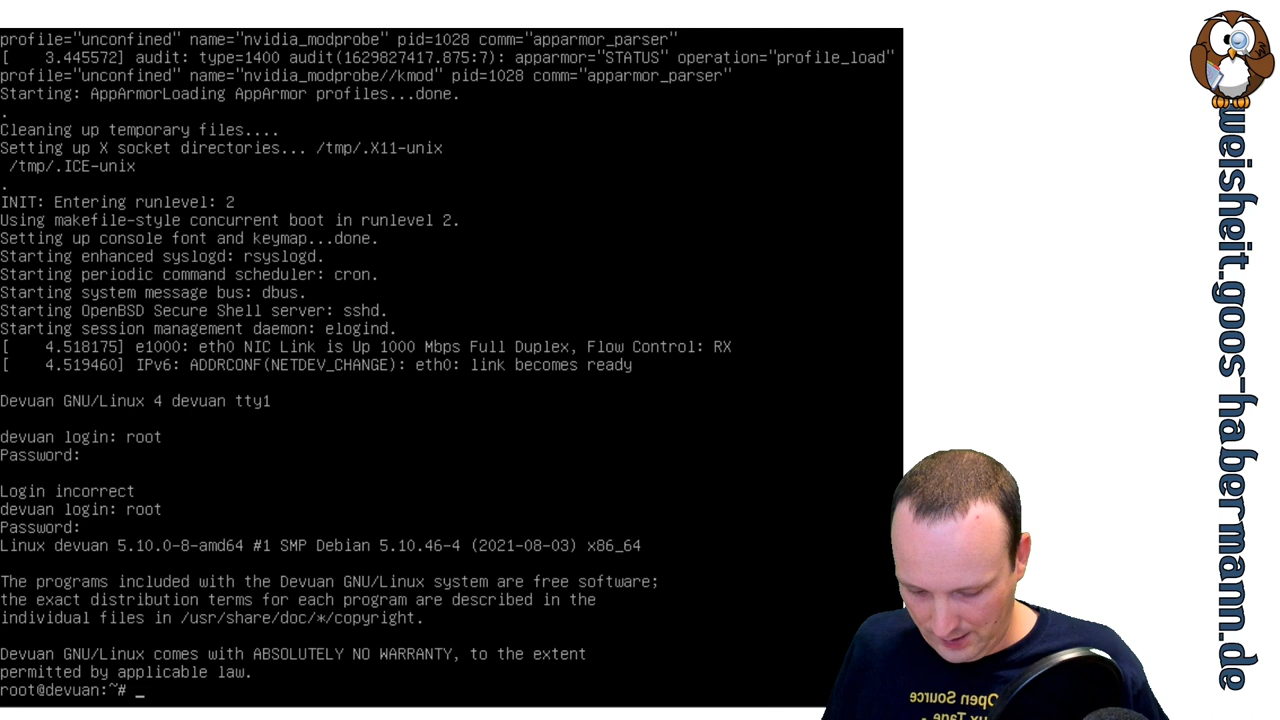 profile="unconfined" name="nvidia_modprobe" pid=1028 comm="apparmor_parser"
[    3.445572] audit: type=1400 audit(1629827417.875:7): apparmor="STATUS" operation="profile_load"
profile="unconfined" name="nvidia_modprobe//kmod" pid=1028 comm="apparmor_parser"
Starting: AppArmorLoading AppArmor profiles...done.
.
Cleaning up temporary files....
Setting up X socket directories... /tmp/.X11-unix
 /tmp/.ICE-unix
.
INIT: Entering runlevel: 2
Using makefile-style concurrent boot in runlevel 2.
Setting up console font and keymap...done.
Starting enhanced syslogd: rsyslogd.
Starting periodic command scheduler: cron.
Starting system message bus: dbus.
Starting OpenBSD Secure Shell server: sshd.
Starting session management daemon: elogind.
[    4.518175] e1000: eth0 NIC Link is Up 1000 Mbps Full Duplex, Flow Control: RX
[    4.519460] IPv6: ADDRCONF(NETDEV_CHANGE): eth0: link becomes ready
Devuan GNU/Linux 4 devuan tty1
devuan login: root
Password:
Login incorrect
devuan login: root
Password:
Linux devuan 5.10.0-8-amd64 #1 SMP Debian 5.10.46-4 (2021-08-03) x86_64
The programs included with the Devuan GNU/Linux system are free software;
the exact distribution terms for each program are described in the
individual files in /usr/share/doc/*/copyright.
Devuan GNU/Linux comes with ABSOLUTELY NO WARRANTY, to the extent
permitted by applicable law.
root@devuan:~# _
weisheit.goos-habermann.de
Open Source